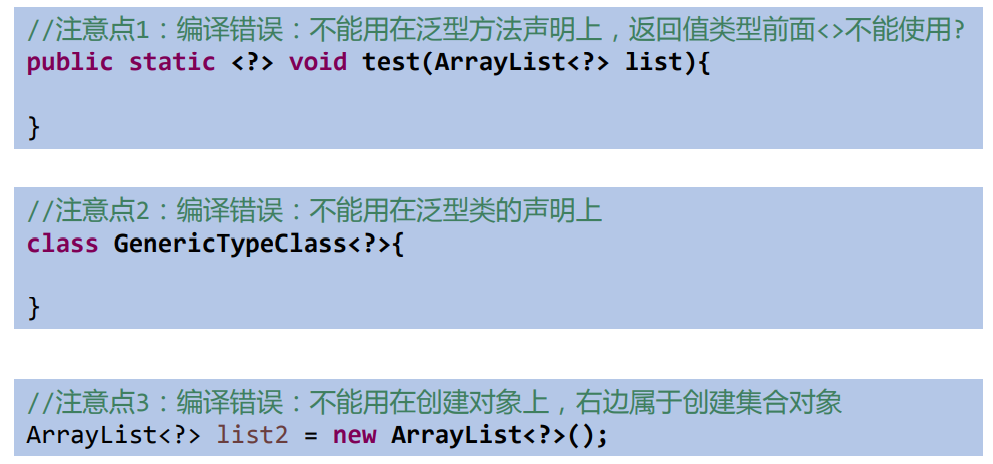 //注意点1：编译错误：不能用在泛型方法声明上，返回值类型前面<>不能使用?
public static <?> void test(ArrayList<?> list){
}
//注意点2：编译错误：不能用在泛型类的声明上
class GenericTypeClass<?>{
}
//注意点3：编译错误：不能用在创建对象上，右边属于创建集合对象
ArrayList<?> list2 = new ArrayList<?>();